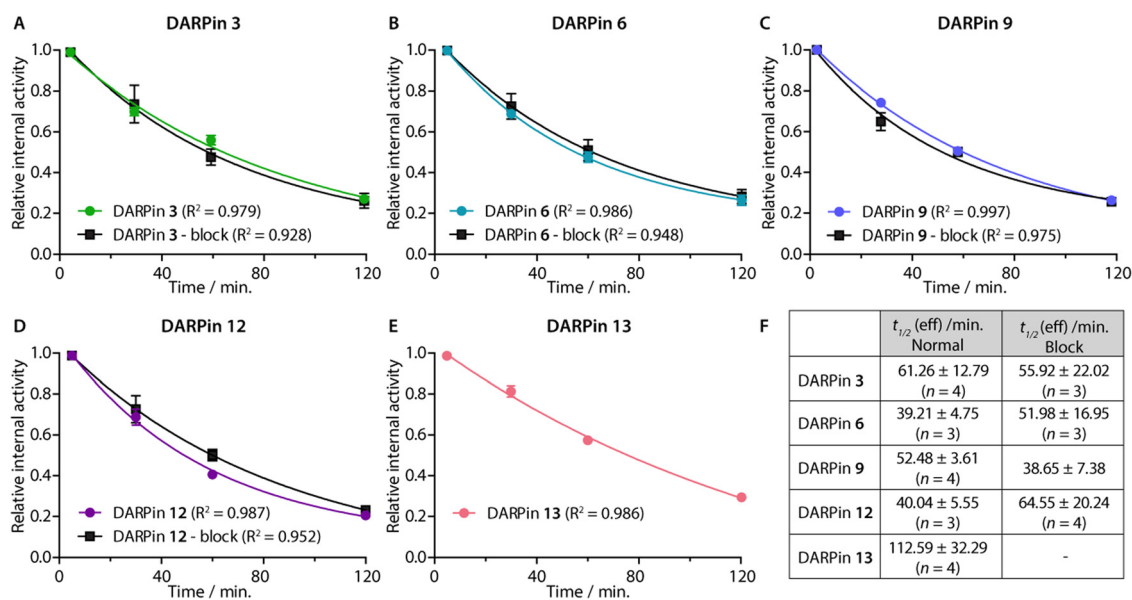 A
DARPin 3
Relative internal activity
1.0
0.8
0.6
0.4
0.2
0.0
DARPin 3 (R² = 0.979)
DARPin 3 - block (R² = 0.928)
0 40 80 120
Time / min.
B
DARPin 6
Relative internal activity
1.0
0.8
0.6
0.4
0.2
0.0
DARPin 6 (R² = 0.986)
DARPin 6 - block (R² = 0.948)
0 40 80 120
Time / min.
C
DARPin 9
Relative internal activity
1.0
0.8
0.6
0.4
0.2
0.0
DARPin 9 (R² = 0.997)
DARPin 9 - block (R² = 0.975)
0 40 80 120
Time / min.
D
DARPin 12
Relative internal activity
1.0
0.8
0.6
0.4
0.2
0.0
DARPin 12 (R² = 0.987)
DARPin 12 - block (R² = 0.952)
0 40 80 120
Time / min.
E
DARPin 13
Relative internal activity
1.0
0.8
0.6
0.4
0.2
0.0
DARPin 13 (R² = 0.986)
0 40 80 120
Time / min.
F
t1/2 (eff) /min. t1/2 (eff) /min.
Normal Block
DARPin 3 61.26 ± 12.79 55.92 ± 22.02
(n = 4) (n = 3)
DARPin 6 39.21 ± 4.75 51.98 ± 16.95
(n = 3) (n = 3)
DARPin 9 52.48 ± 3.61 38.65 ± 7.38
(n = 4)
DARPin 12 40.04 ± 5.55 64.55 ± 20.24
(n = 3) (n = 4)
DARPin 13 112.59 ± 32.29 -
(n = 4)